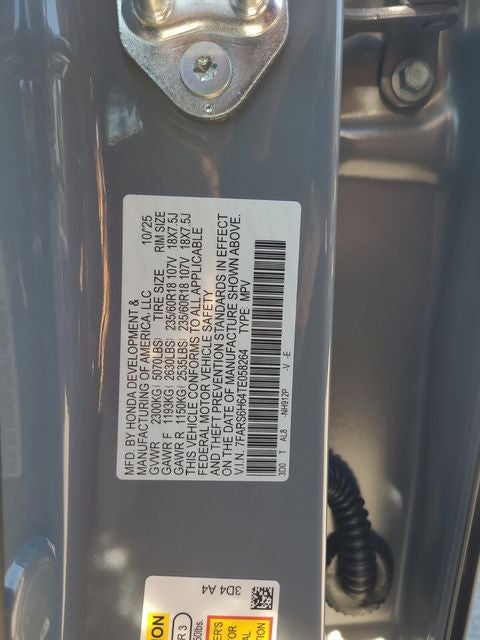 MFD. BY HONDA DEVELOPMENT &
MANUFACTURING OF AMERICA, LLC 10/25
GVWR 2300KG( 5070LBS) TIRE SIZE RIM SIZE
GAWR F 1193KG( 2630LBS) 235/60R18 107V 18X7.5J
GAWR R 1150KG( 2535LBS) 235/60R18 107V 18X7.5J
THIS VEHICLE CONFORMS TO ALL APPLICABLE
FEDERAL MOTOR VEHICLE SAFETY
AND THEFT PREVENTION STANDARDS IN EFFECT
ON THE DATE OF MANUFACTURE SHOWN ABOVE.
V.I.N: 7FARS6H64TE058264 TYPE: MPV
3D0 T AL8 -NH912P -V -E
3D4 A4
R 3